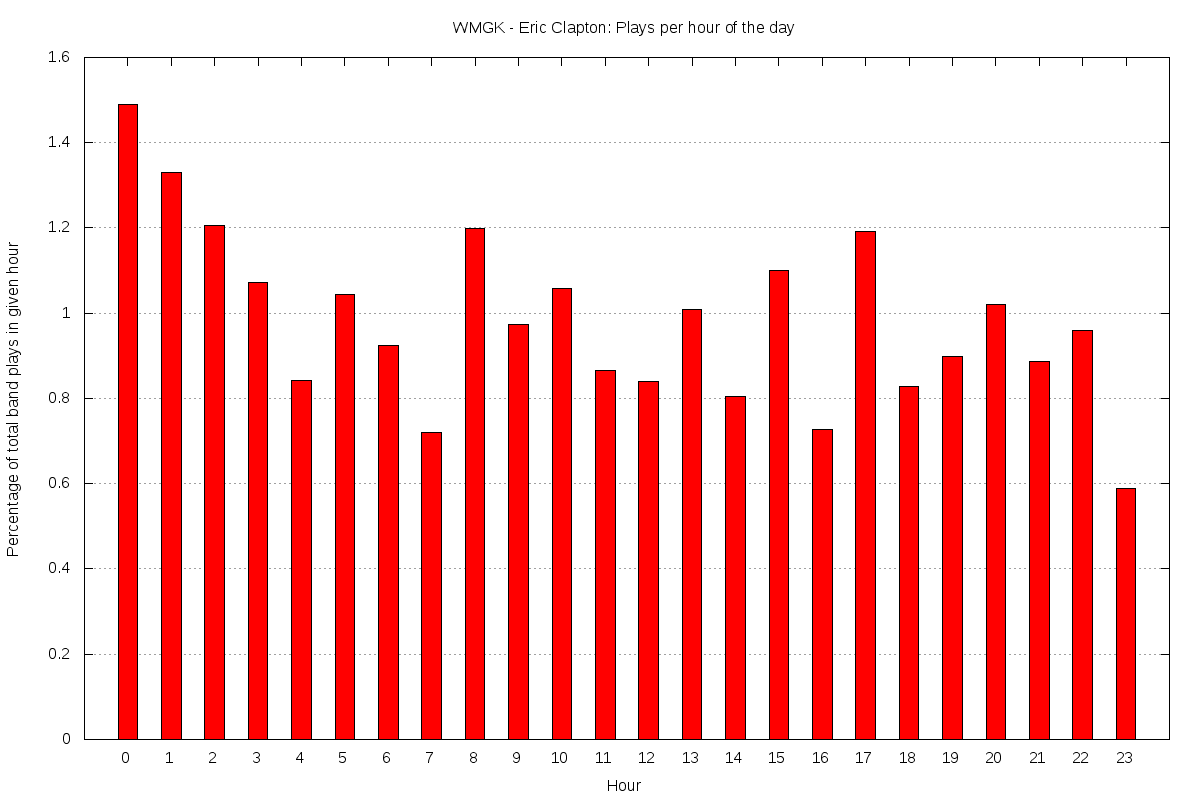 WMGK - Eric Clapton: Plays per hour of the day
Percentage of total band plays in given hour
1.6
1.4
1.2
1
0.8
0.6
0.4
0.2
0
0 1 2 3 4 5 6 7 8 9 10 11 12 13 14 15 16 17 18 19 20 21 22 23
Hour